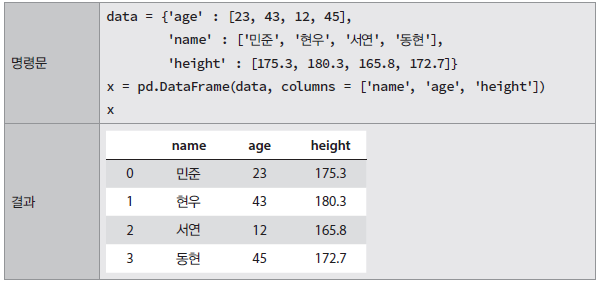 명령문
data = {'age' : [23, 43, 12, 45],
'name' : ['민준', '현우', '서연', '동현'],
'height' : [175.3, 180.3, 165.8, 172.7]}
x = pd.DataFrame(data, columns = ['name', 'age', 'height'])
x
결과
name age height
0 민준 23 175.3
1 현우 43 180.3
2 서연 12 165.8
3 동현 45 172.7